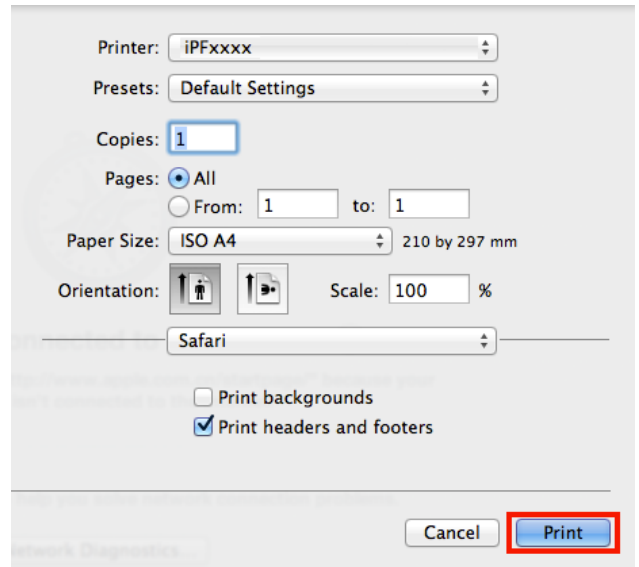 Printer: iPFxxxx
Presets: Default Settings
Copies: 1
Pages: All
From: 1 to: 1
Paper Size: ISO A4 210 by 297 mm
Orientation: Scale: 100 %
Safari
Print backgrounds
Print headers and footers
Cancel Print